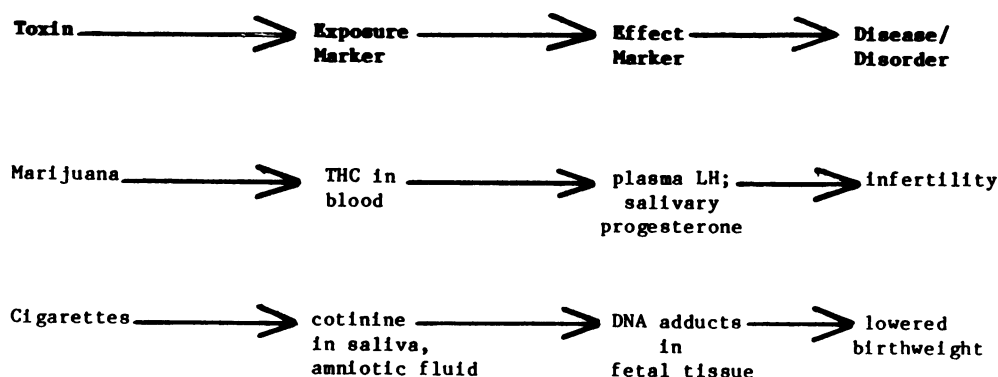 Toxin Exposure Marker Effect Marker Disease/ Disorder
Marijuana THC in blood plasma LH; salivary progesterone infertility
Cigarettes cotinine in saliva, amniotic fluid DNA adducts in fetal tissue lowered birthweight